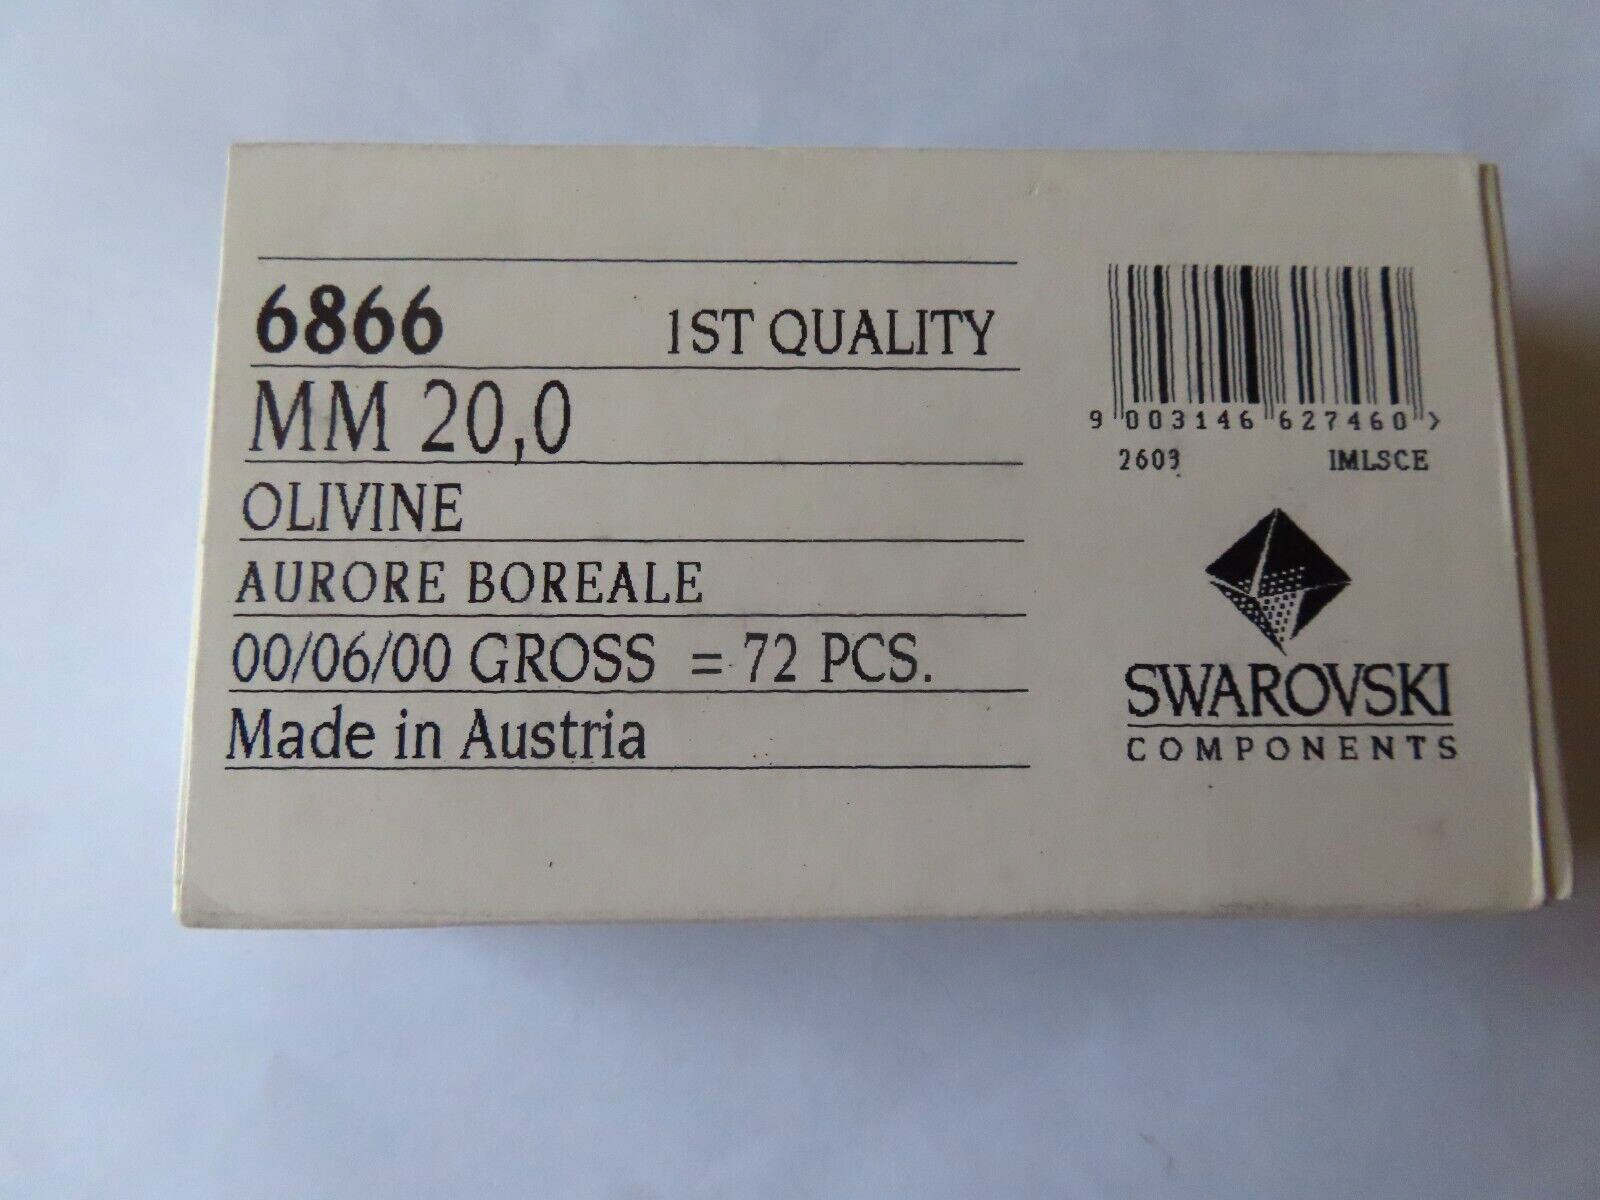 6866 1ST QUALITY
MM 20,0
OLIVINE
AURORE BOREALE
00/06/00 GROSS = 72 PCS.
Made in Austria
9 003146 627460 >
2603 IMLSCE
SWAROVSKI
COMPONENTS